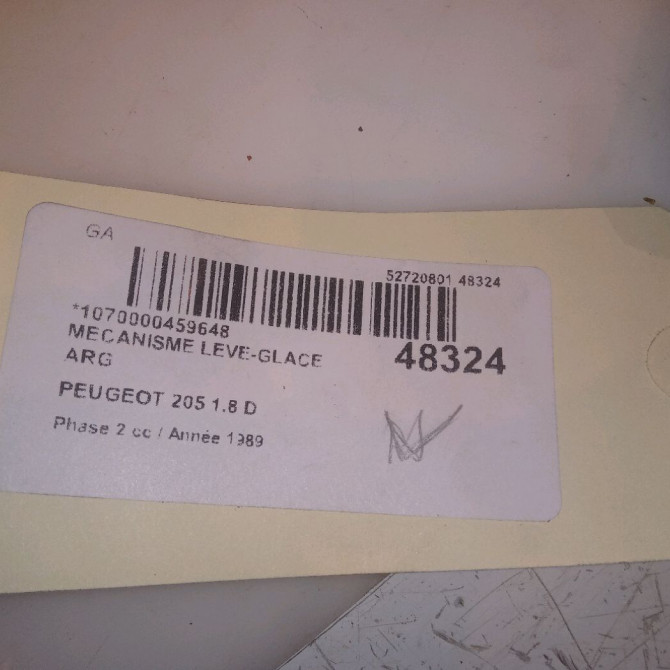 GA
52720801 48324
*1070000459648
MECANISME LEVE-GLACE
ARG
48324
PEUGEOT 205 1.8 D
Phase 2 cc / Année 1989